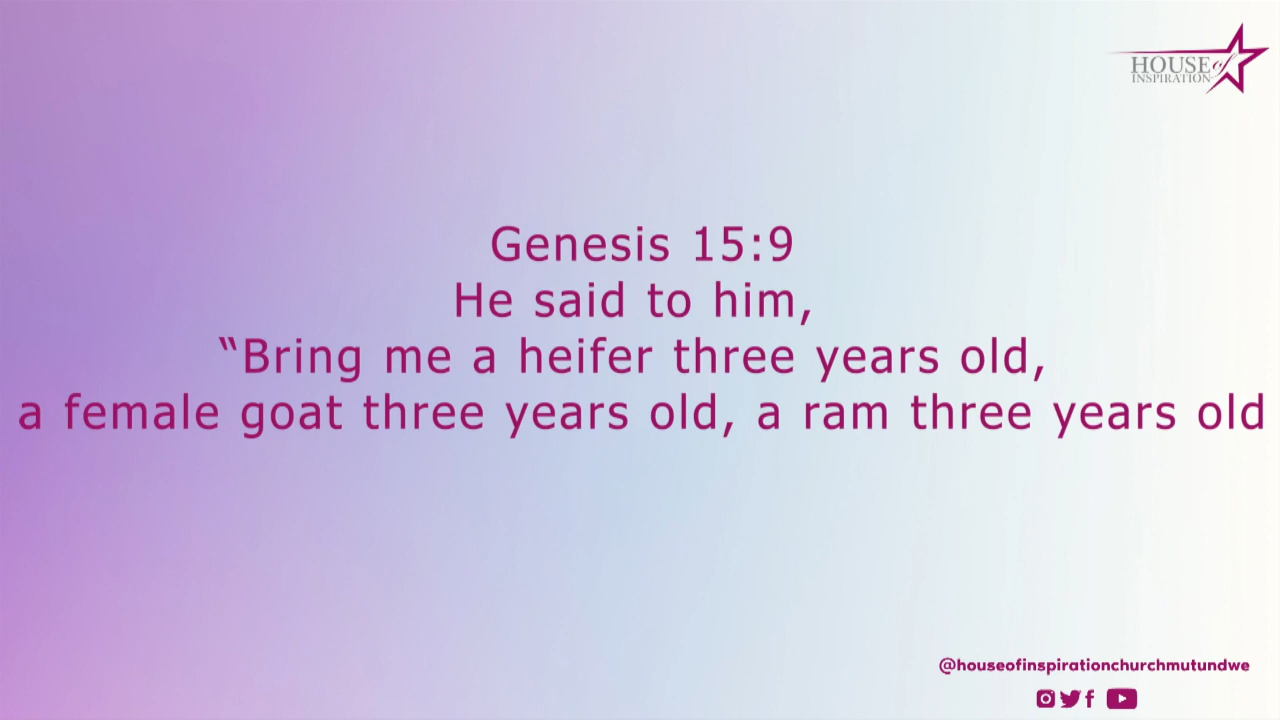 HOUSE of
INSPIRATION
Genesis 15:9
He said to him,
“Bring me a heifer three years old,
a female goat three years old, a ram three years old
@houseofinspirationchurchmutundwe